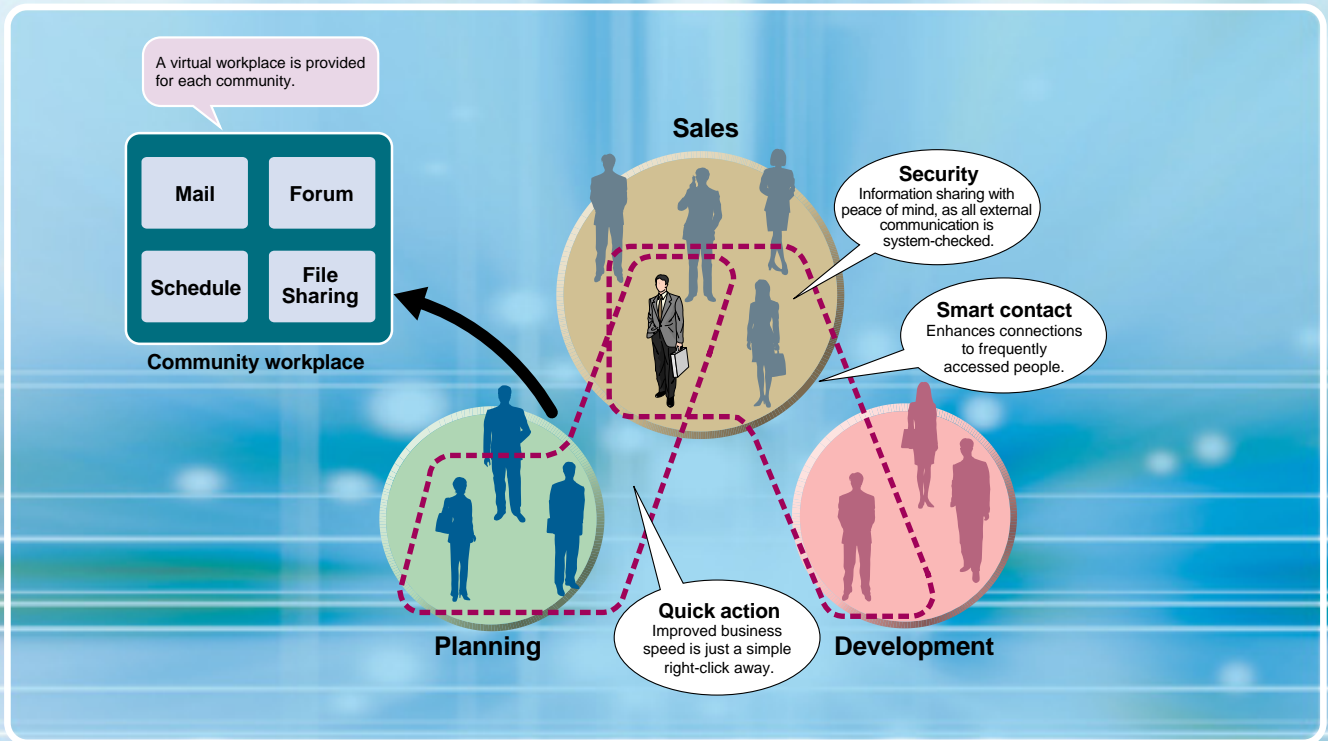 A virtual workplace is provided
for each community.
Mail
Forum
Schedule
File
Sharing
Community workplace
Sales
Security
Information sharing with
peace of mind, as all external
communication is
system-checked.
Smart contact
Enhances connections
to frequently
accessed people.
Planning
Quick action
Improved business
speed is just a simple
right-click away.
Development